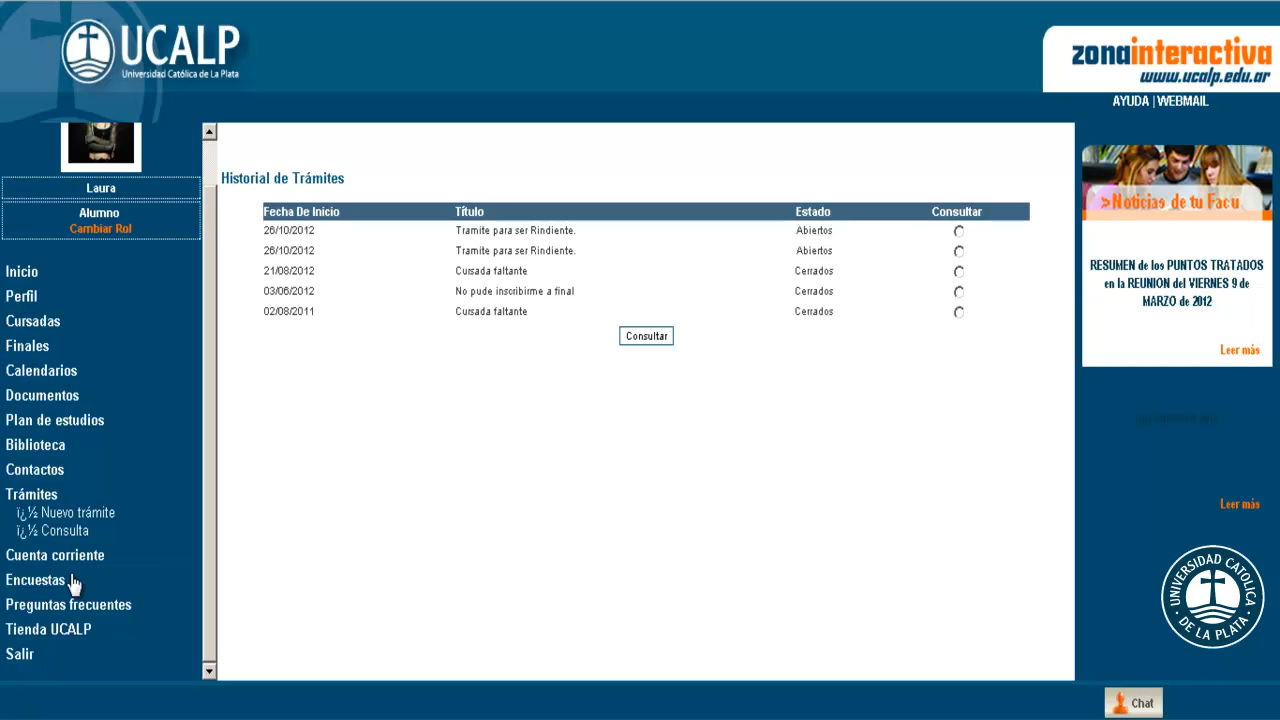 UCALP
Universidad Católica de La Plata
zonainteractiva
www.ucalp.edu.ar
AYUDA | WEBMAIL
Laura
Alumno
Cambiar Rol
Inicio
Perfil
Cursadas
Finales
Calendarios
Documentos
Plan de estudios
Biblioteca
Contactos
Trámites
ï¿½ Nuevo trámite
ï¿½ Consulta
Cuenta corriente
Encuestas
Preguntas frecuentes
Tienda UCALP
Salir
Historial de Trámites
Fecha De Inicio Título Estado Consultar
26/10/2012 Tramite para ser Rindiente. Abiertos
26/10/2012 Tramite para ser Rindiente. Abiertos
21/08/2012 Cursada faltante Cerrados
03/06/2012 No pude inscribirme a final Cerrados
02/08/2011 Cursada faltante Cerrados
Consultar
>Noticias de tu Facu
RESUMEN de los PUNTOS TRATADOS
en la REUNION del VIERNES 9 de
MARZO de 2012
Leer más
Leer más
UNIVERSIDAD CATOLICA
DE LA PLATA
Chat